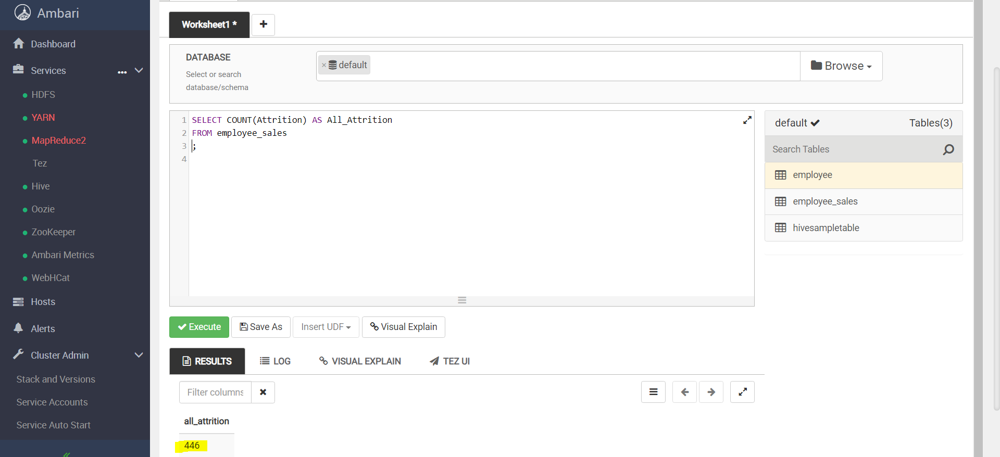 Ambari
Dashboard
Services
HDFS
YARN
MapReduce2
Tez
Hive
Oozie
ZooKeeper
Ambari Metrics
WebHCat
Hosts
Alerts
Cluster Admin
Stack and Versions
Service Accounts
Service Auto Start
Worksheet1 *
DATABASE
Select or search
database/schema
× default
Browse
1 SELECT COUNT(Attrition) AS All_Attrition
2 FROM employee_sales
3 ;
4
default
Tables(3)
Search Tables
employee
employee_sales
hivesampletable
Execute
Save As
Insert UDF
Visual Explain
RESULTS
LOG
VISUAL EXPLAIN
TEZ UI
Filter columns
all_attrition
446